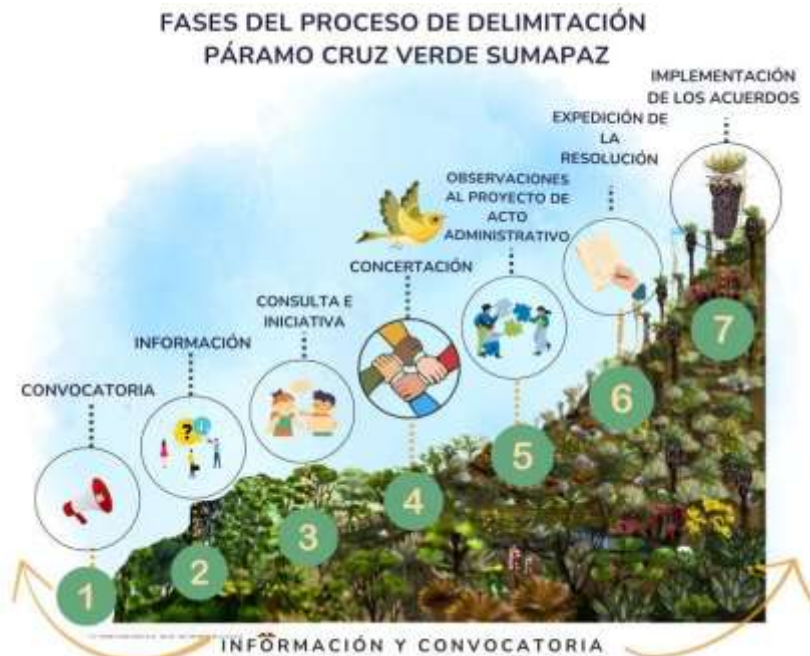 FASES DEL PROCESO DE DELIMITACIÓN
PÁRAMO CRUZ VERDE SUMAPAZ
IMPLEMENTACIÓN
DE LOS ACUERDOS
EXPEDICIÓN DE
LA
RESOLUCIÓN
OBSERVACIONES
AL PROYECTO DE
ACTO
ADMINISTRATIVO
CONCERTACIÓN
CONSULTA E
INICIATIVA
INFORMACIÓN
CONVOCATORIA
1
2
3
4
5
6
7
INFORMACIÓN Y CONVOCATORIA